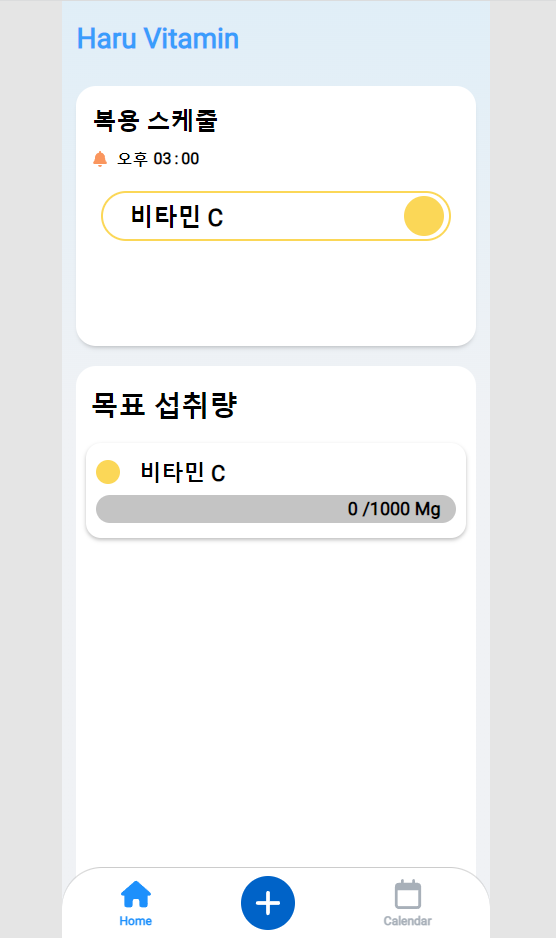 Haru Vitamin
복용 스케줄
오후 03:00
비타민 C
목표 섭취량
비타민 C
0 /1000 Mg
Home
Calendar